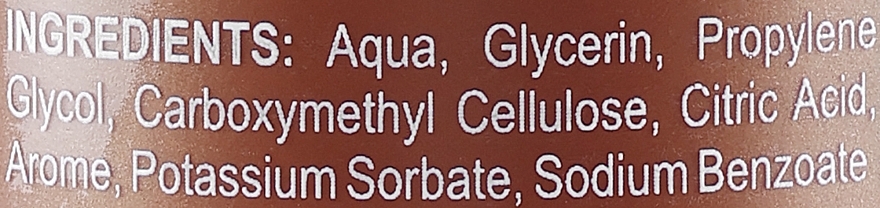 INGREDIENTS: Aqua, Glycerin, Propylene
Glycol, Carboxymethyl Cellulose, Citric Acid,
Arome, Potassium Sorbate, Sodium Benzoate